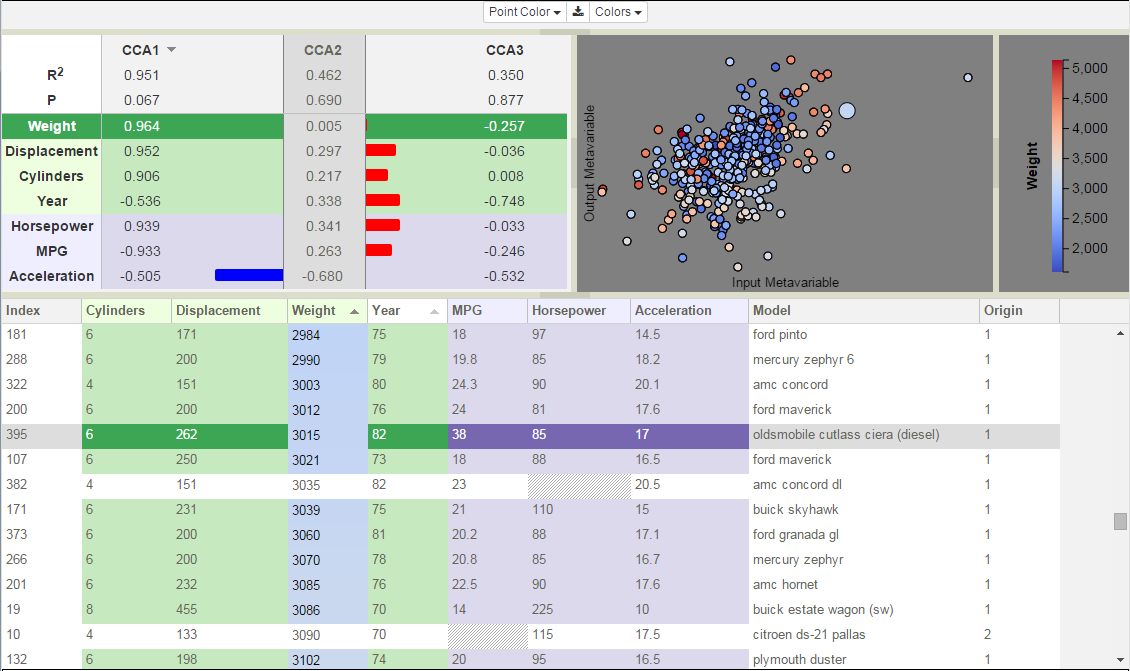 Point Color Colors
CCA1 CCA2 CCA3
R2 0.951 0.462 0.350
P 0.067 0.690 0.877
Weight 0.964 0.005 -0.257
Displacement 0.952 0.297 -0.036
Cylinders 0.906 0.217 0.008
Year -0.536 0.338 -0.748
Horsepower 0.939 0.341 -0.033
MPG -0.933 0.263 -0.246
Acceleration -0.505 -0.680 -0.532
Output Metavariable
Input Metavariable
Weight
5,000
4,500
4,000
3,500
3,000
2,500
2,000
Index Cylinders Displacement Weight Year MPG Horsepower Acceleration Model Origin
181 6 171 2984 75 18 97 14.5 ford pinto 1
288 6 200 2990 79 19.8 85 18.2 mercury zephyr 6 1
322 4 151 3003 80 24.3 90 20.1 amc concord 1
200 6 200 3012 76 24 81 17.6 ford maverick 1
395 6 262 3015 82 38 85 17 oldsmobile cutlass ciera (diesel) 1
107 6 250 3021 73 18 88 16.5 ford maverick 1
382 4 151 3035 82 23 20.5 amc concord dl 1
171 6 231 3039 75 21 110 15 buick skyhawk 1
373 6 200 3060 81 20.2 88 17.1 ford granada gl 1
266 6 200 3070 78 20.8 85 16.7 mercury zephyr 1
201 6 232 3085 76 22.5 90 17.6 amc hornet 1
19 8 455 3086 70 14 225 10 buick estate wagon (sw) 1
10 4 133 3090 70 115 17.5 citroen ds-21 pallas 2
132 6 198 3102 74 20 95 16.5 plymouth duster 1